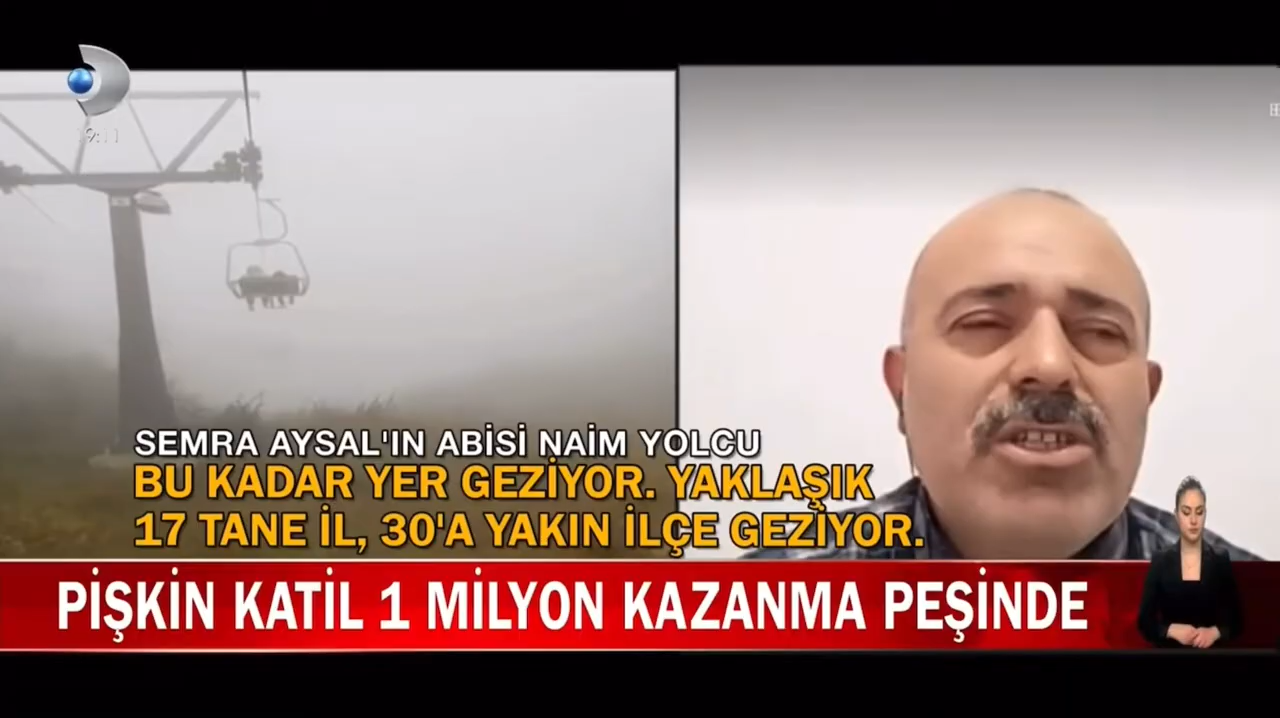 SEMRA AYSAL'IN ABİSİ NAİM YOLCU
BU KADAR YER GEZİYOR. YAKLAŞIK
17 TANE İL, 30'A YAKIN İLÇE GEZİYOR.
PİŞKİN KATİL 1 MİLYON KAZANMA PEŞİNDE